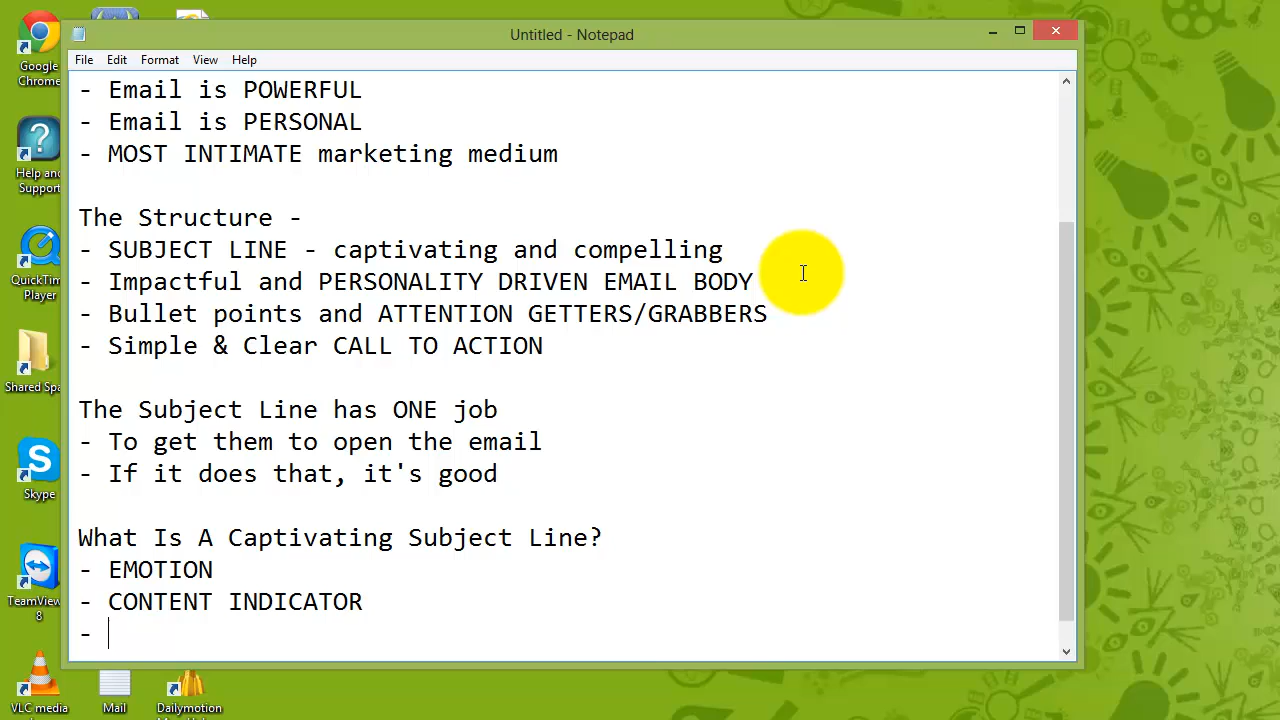 Untitled - Notepad
File Edit Format View Help
- Email is POWERFUL
- Email is PERSONAL
- MOST INTIMATE marketing medium
The Structure -
- SUBJECT LINE - captivating and compelling
- Impactful and PERSONALITY DRIVEN EMAIL BODY
- Bullet points and ATTENTION GETTERS/GRABBERS
- Simple & Clear CALL TO ACTION
The Subject Line has ONE job
- To get them to open the email
- If it does that, it's good
What Is A Captivating Subject Line?
- EMOTION
- CONTENT INDICATOR
-
Google
Chrome
Help and
Support
QuickTim
Player
Shared Spa
Skype
TeamView
8
VLC media
Mail
Dailymotion